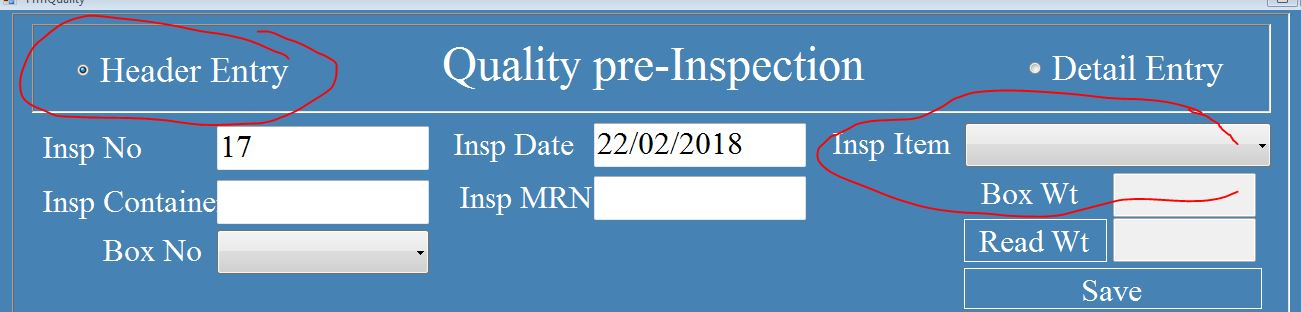 Header Entry Quality pre-Inspection Detail Entry
Insp No 17 Insp Date 22/02/2018 Insp Item
Insp Containe Insp MRN Box Wt
Box No Read Wt
Save